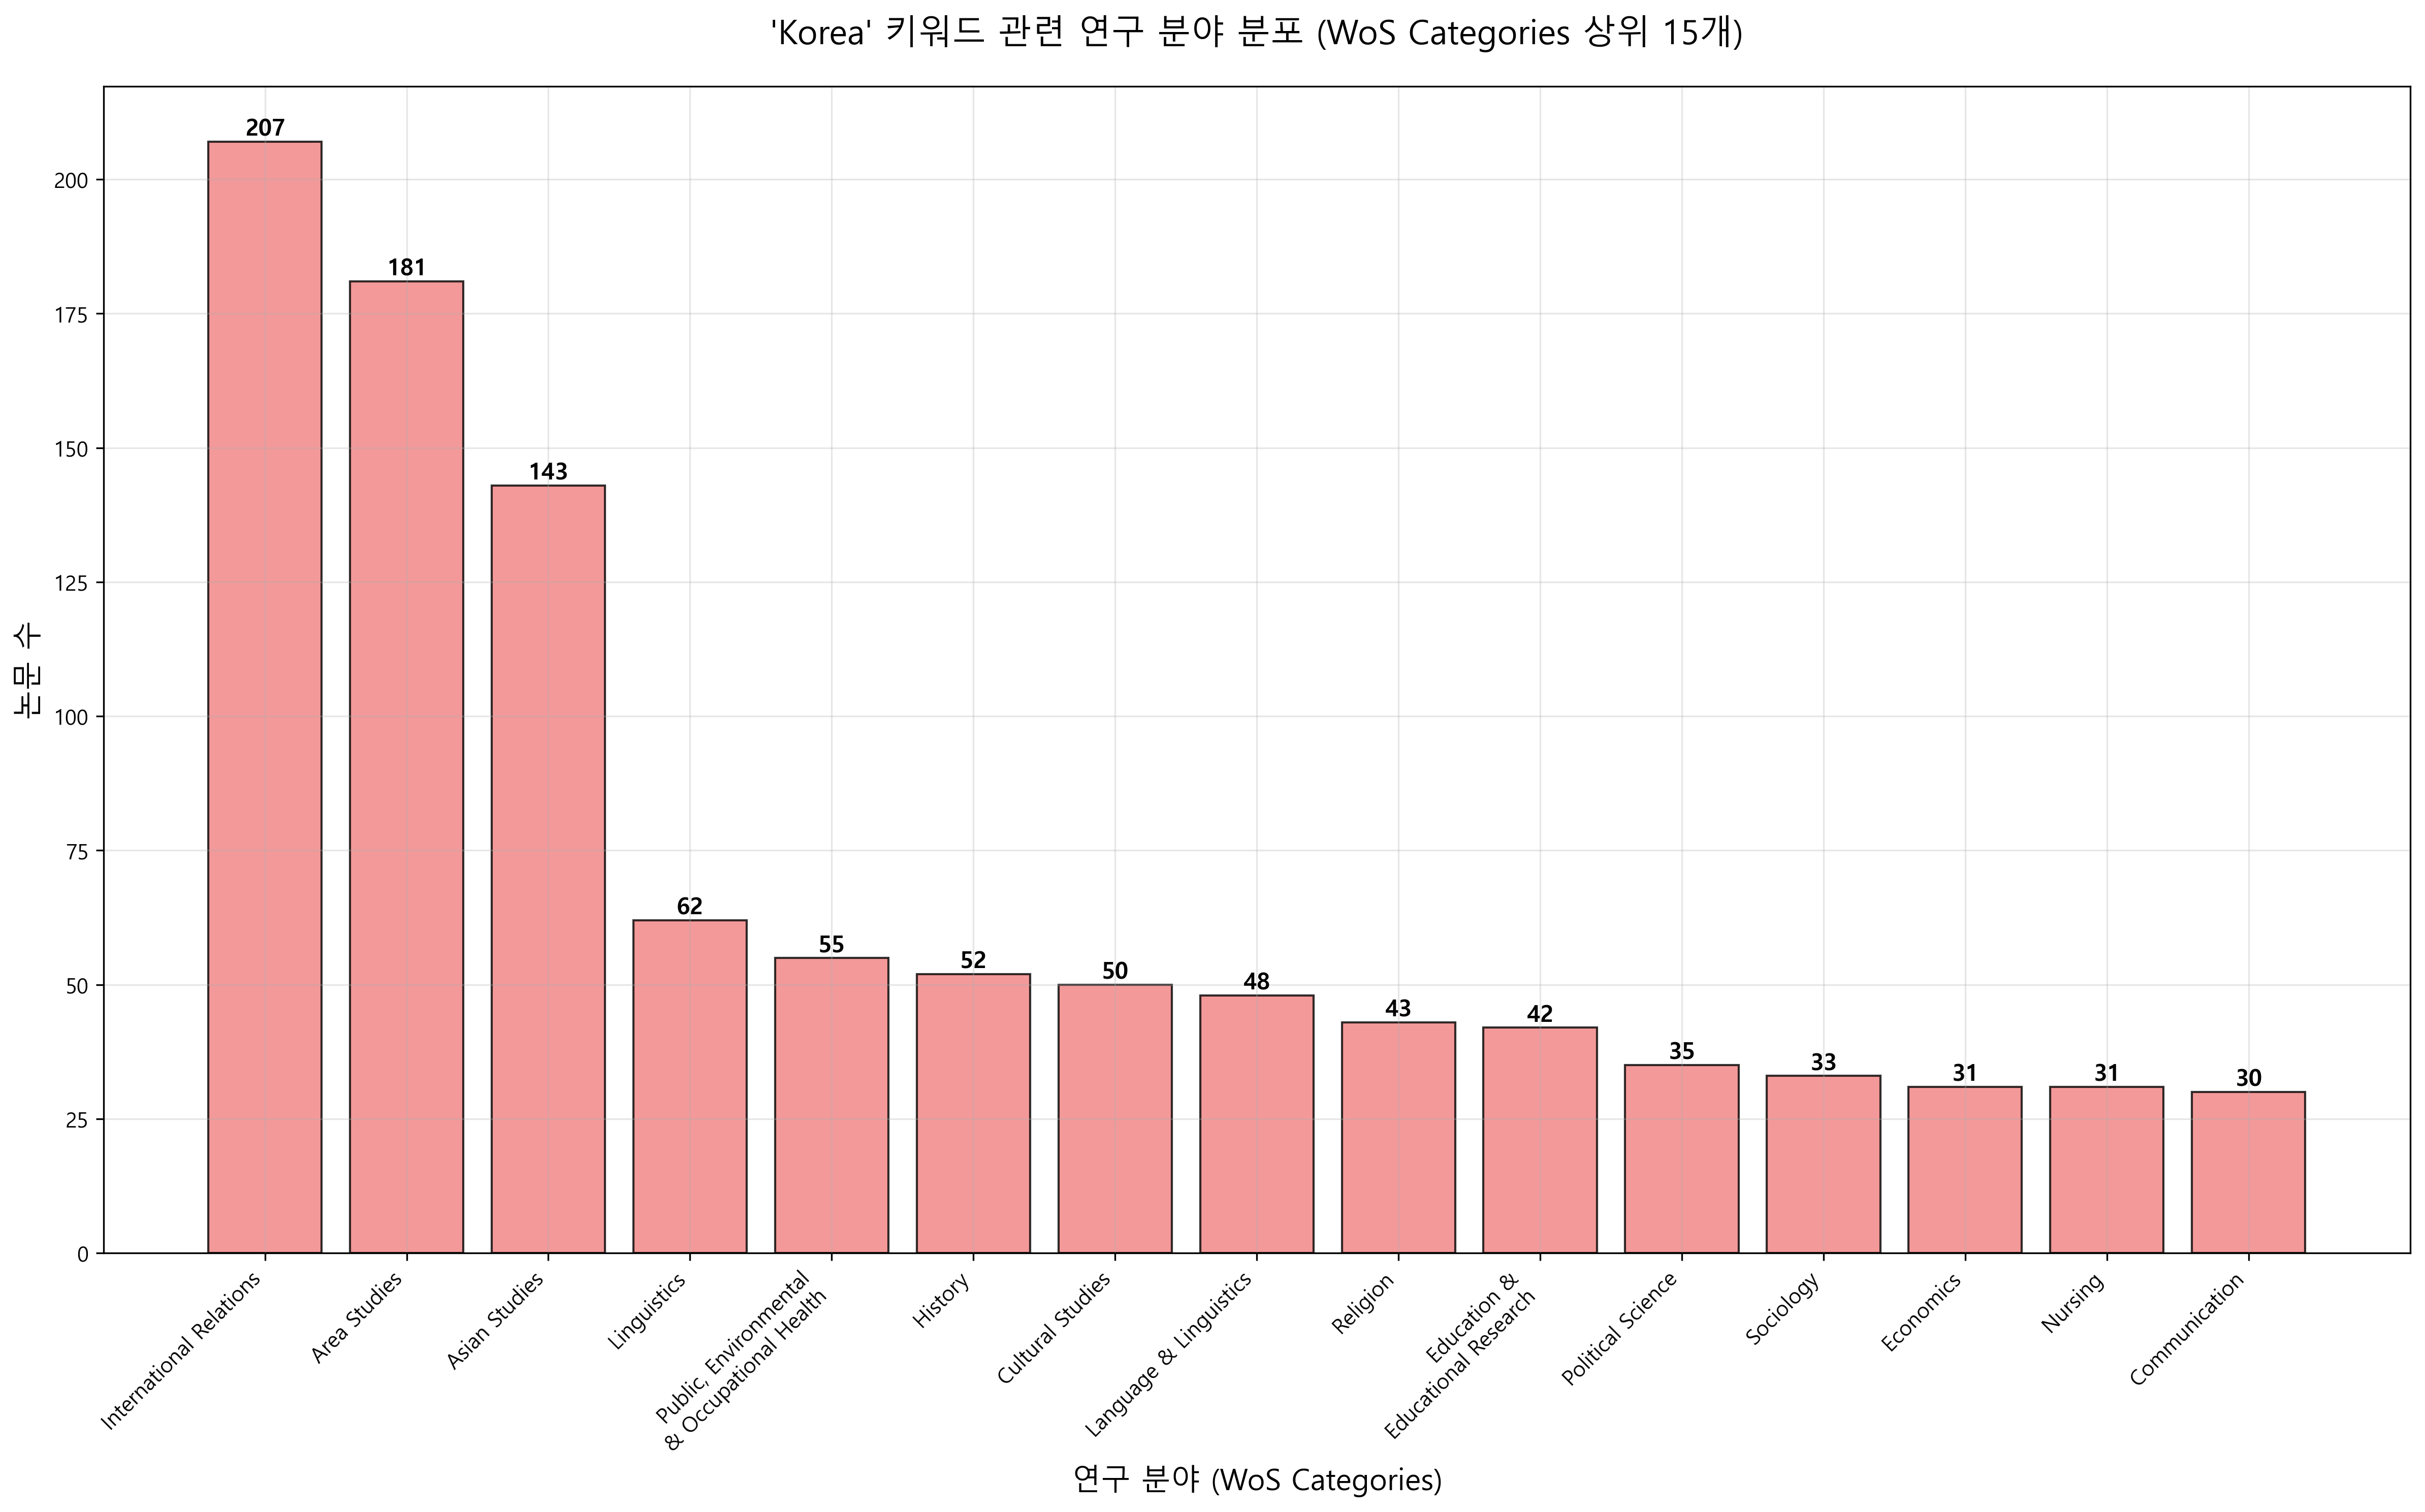 'Korea' 키워드 관련 연구 분야 분포 (WoS Categories 상위 15개)
논문 수
200
175
150
125
100
75
50
25
0
207
181
143
62
55
52
50
48
43
42
35
33
31
31
30
International Relations
Area Studies
Asian Studies
Linguistics
Public, Environmental
& Occupational Health
History
Cultural Studies
Language & Linguistics
Religion
Education &
Educational Research
Political Science
Sociology
Economics
Nursing
Communication
연구 분야 (WoS Categories)